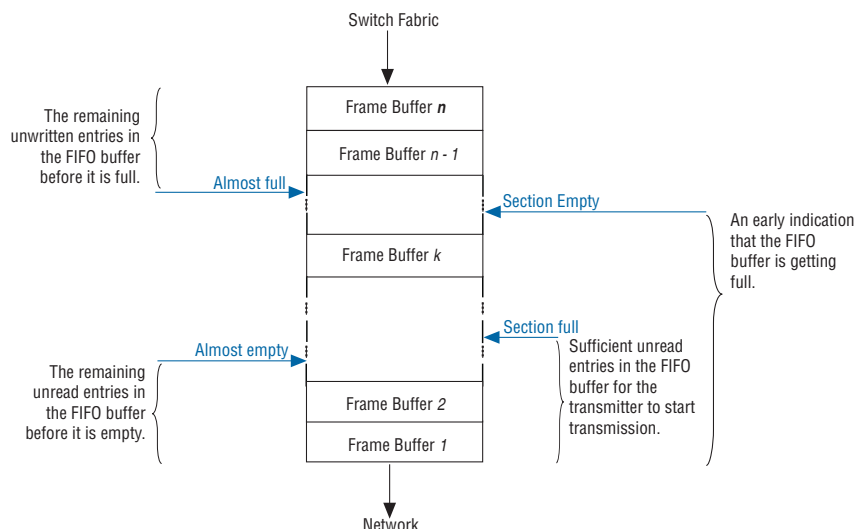 Switch Fabric
Frame Buffer n
The remaining
unwritten entries in
the FIFO buffer
before it is full.
Frame Buffer n - 1
Almost full
Section Empty
An early indication
that the FIFO
buffer is getting
full.
Frame Buffer k
Section full
Almost empty
Sufficient unread
entries in the FIFO
buffer for the
transmitter to start
transmission.
The remaining
unread entries in
the FIFO buffer
before it is empty.
Frame Buffer 2
Frame Buffer 1
Network